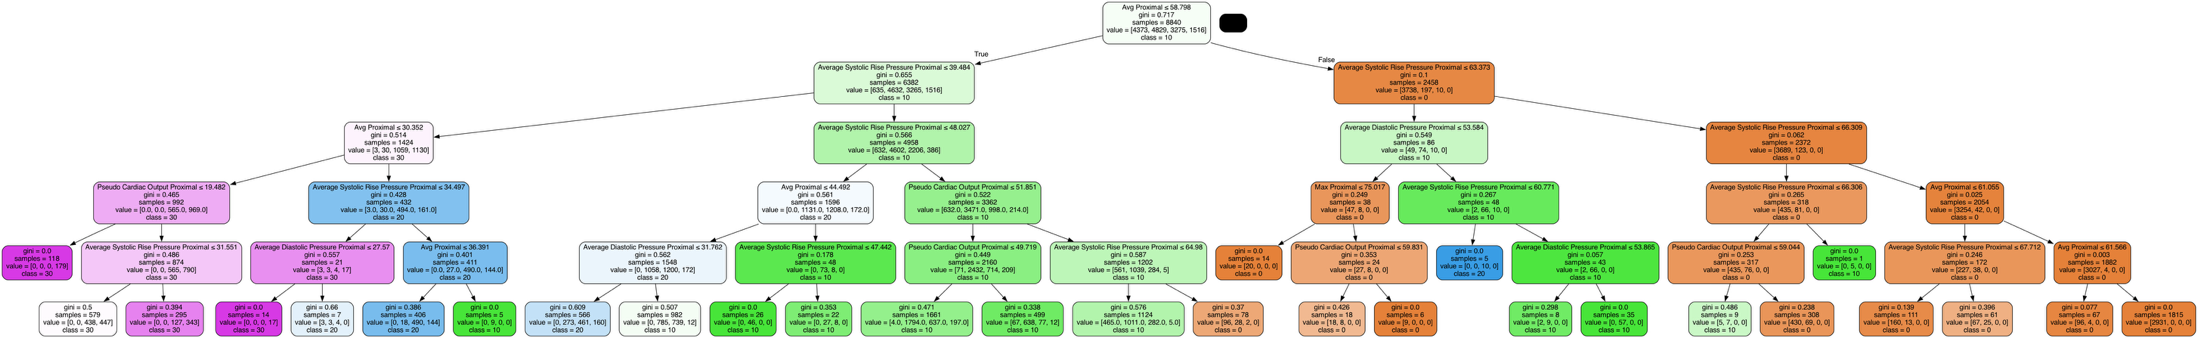 Avg Proximal ≤ 58.798
gini = 0.717
samples = 8840
value = [4373, 4829, 3275, 1516]
class = 10
True
False
Average Systolic Rise Pressure Proximal ≤ 39.484
gini = 0.655
samples = 6382
value = [635, 4632, 3265, 1516]
class = 10
Average Systolic Rise Pressure Proximal ≤ 63.373
gini = 0.1
samples = 2458
value = [3738, 197, 10, 0]
class = 0
Avg Proximal ≤ 30.352
gini = 0.514
samples = 1424
value = [3, 30, 1059, 1130]
class = 30
Average Systolic Rise Pressure Proximal ≤ 48.027
gini = 0.566
samples = 4958
value = [632, 4602, 2206, 386]
class = 10
Average Diastolic Pressure Proximal ≤ 53.584
gini = 0.549
samples = 86
value = [49, 74, 10, 0]
class = 10
Average Systolic Rise Pressure Proximal ≤ 66.309
gini = 0.062
samples = 2372
value = [3689, 123, 0, 0]
class = 0
Pseudo Cardiac Output Proximal ≤ 19.482
gini = 0.465
samples = 992
value = [0.0, 0.0, 565.0, 969.0]
class = 30
Average Systolic Rise Pressure Proximal ≤ 34.497
gini = 0.428
samples = 432
value = [3.0, 30.0, 494.0, 161.0]
class = 20
Avg Proximal ≤ 44.492
gini = 0.561
samples = 1596
value = [0.0, 1131.0, 1208.0, 172.0]
class = 20
Pseudo Cardiac Output Proximal ≤ 51.851
gini = 0.522
samples = 3362
value = [632.0, 3471.0, 998.0, 214.0]
class = 10
Max Proximal ≤ 75.017
gini = 0.249
samples = 38
value = [47, 8, 0, 0]
class = 0
Average Systolic Rise Pressure Proximal ≤ 60.771
gini = 0.267
samples = 48
value = [2, 66, 10, 0]
class = 10
Average Systolic Rise Pressure Proximal ≤ 66.306
gini = 0.265
samples = 318
value = [435, 81, 0, 0]
class = 0
Avg Proximal ≤ 61.055
gini = 0.025
samples = 2054
value = [3254, 42, 0, 0]
class = 0
gini = 0.0
samples = 118
value = [0, 0, 0, 179]
class = 30
Average Systolic Rise Pressure Proximal ≤ 31.551
gini = 0.486
samples = 874
value = [0, 0, 565, 790]
class = 30
Average Diastolic Pressure Proximal ≤ 27.57
gini = 0.557
samples = 21
value = [3, 3, 4, 17]
class = 30
Avg Proximal ≤ 36.391
gini = 0.401
samples = 411
value = [0.0, 27.0, 490.0, 144.0]
class = 20
Average Diastolic Pressure Proximal ≤ 31.762
gini = 0.562
samples = 1548
value = [0, 1058, 1200, 172]
class = 20
Average Systolic Rise Pressure Proximal ≤ 47.442
gini = 0.178
samples = 48
value = [0, 73, 8, 0]
class = 10
Pseudo Cardiac Output Proximal ≤ 49.719
gini = 0.449
samples = 2160
value = [71, 2432, 714, 209]
class = 10
Average Systolic Rise Pressure Proximal ≤ 64.98
gini = 0.587
samples = 1202
value = [561, 1039, 284, 5]
class = 10
gini = 0.0
samples = 14
value = [20, 0, 0, 0]
class = 0
Pseudo Cardiac Output Proximal ≤ 59.831
gini = 0.353
samples = 24
value = [27, 8, 0, 0]
class = 0
gini = 0.0
samples = 5
value = [0, 0, 10, 0]
class = 20
Average Diastolic Pressure Proximal ≤ 53.865
gini = 0.057
samples = 43
value = [2, 66, 0, 0]
class = 10
Pseudo Cardiac Output Proximal ≤ 59.044
gini = 0.253
samples = 317
value = [435, 76, 0, 0]
class = 0
gini = 0.0
samples = 1
value = [0, 5, 0, 0]
class = 10
Average Systolic Rise Pressure Proximal ≤ 67.712
gini = 0.246
samples = 172
value = [227, 38, 0, 0]
class = 0
Avg Proximal ≤ 61.566
gini = 0.003
samples = 1882
value = [3027, 4, 0, 0]
class = 0
gini = 0.5
samples = 579
value = [0, 0, 438, 447]
class = 30
gini = 0.394
samples = 295
value = [0, 0, 127, 343]
class = 30
gini = 0.0
samples = 14
value = [0, 0, 0, 17]
class = 30
gini = 0.66
samples = 7
value = [3, 3, 4, 0]
class = 20
gini = 0.386
samples = 406
value = [0, 18, 490, 144]
class = 20
gini = 0.0
samples = 5
value = [0, 9, 0, 0]
class = 10
gini = 0.609
samples = 566
value = [0, 273, 461, 160]
class = 20
gini = 0.507
samples = 982
value = [0, 785, 739, 12]
class = 10
gini = 0.0
samples = 26
value = [0, 46, 0, 0]
class = 10
gini = 0.353
samples = 22
value = [0, 27, 8, 0]
class = 10
gini = 0.471
samples = 1661
value = [4.0, 1794.0, 637.0, 197.0]
class = 10
gini = 0.338
samples = 499
value = [67, 638, 77, 12]
class = 10
gini = 0.576
samples = 1124
value = [465.0, 1011.0, 282.0, 5.0]
class = 10
gini = 0.37
samples = 78
value = [96, 28, 2, 0]
class = 0
gini = 0.426
samples = 18
value = [18, 8, 0, 0]
class = 0
gini = 0.0
samples = 6
value = [9, 0, 0, 0]
class = 0
gini = 0.298
samples = 8
value = [2, 9, 0, 0]
class = 10
gini = 0.0
samples = 35
value = [0, 57, 0, 0]
class = 10
gini = 0.486
samples = 9
value = [5, 7, 0, 0]
class = 10
gini = 0.238
samples = 308
value = [430, 69, 0, 0]
class = 0
gini = 0.139
samples = 111
value = [160, 13, 0, 0]
class = 0
gini = 0.396
samples = 61
value = [67, 25, 0, 0]
class = 0
gini = 0.077
samples = 67
value = [96, 4, 0, 0]
class = 0
gini = 0.0
samples = 1815
value = [2931, 0, 0, 0]
class = 0